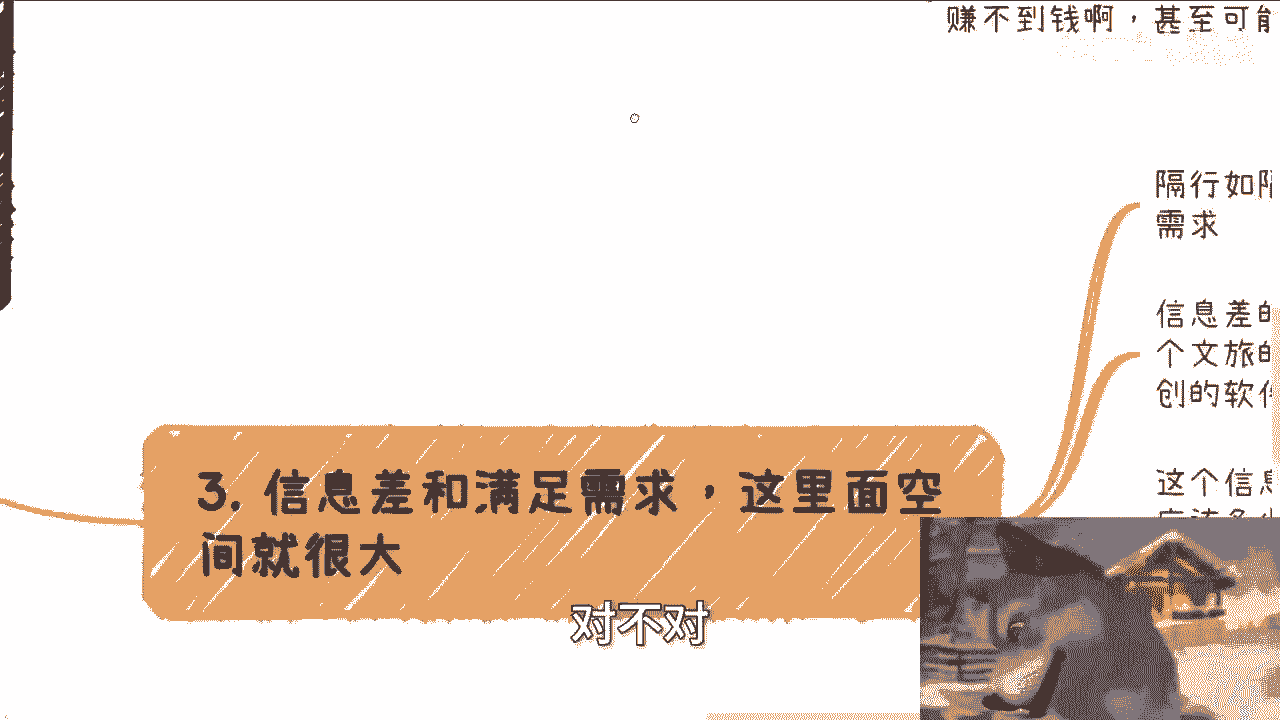 赚不到钱啊，甚至可能
隔行如隔
需求
信息差的
个文旅的
创的软件
3. 信息差和满足需求，这里面空
间就很大
这个信息
对不对